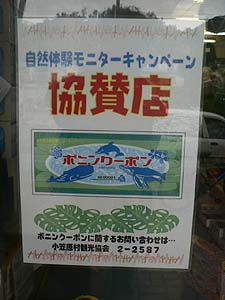 自然体験モニターキャンペーン
協賛店
ボニンクーポン
ボニンクーポンに関するお問い合わせは…
小笠原村観光協会 2-2587